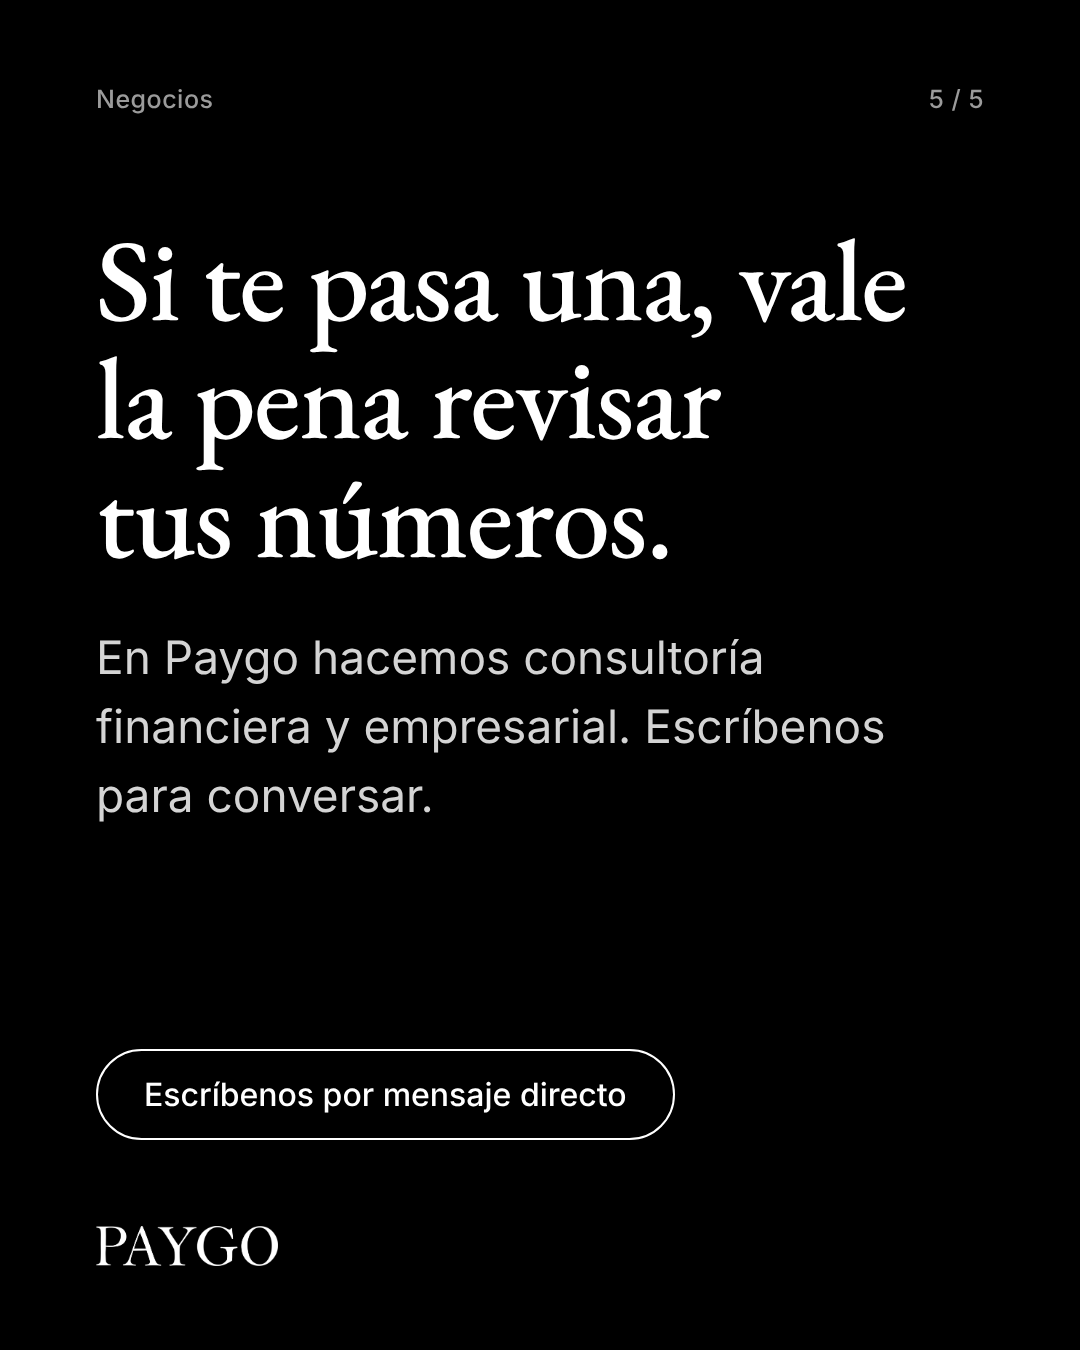 Negocios
5 / 5
Si te pasa una, vale
la pena revisar
tus números.
En Paygo hacemos consultoría
financiera y empresarial. Escríbenos
para conversar.
Escríbenos por mensaje directo
PAYGO